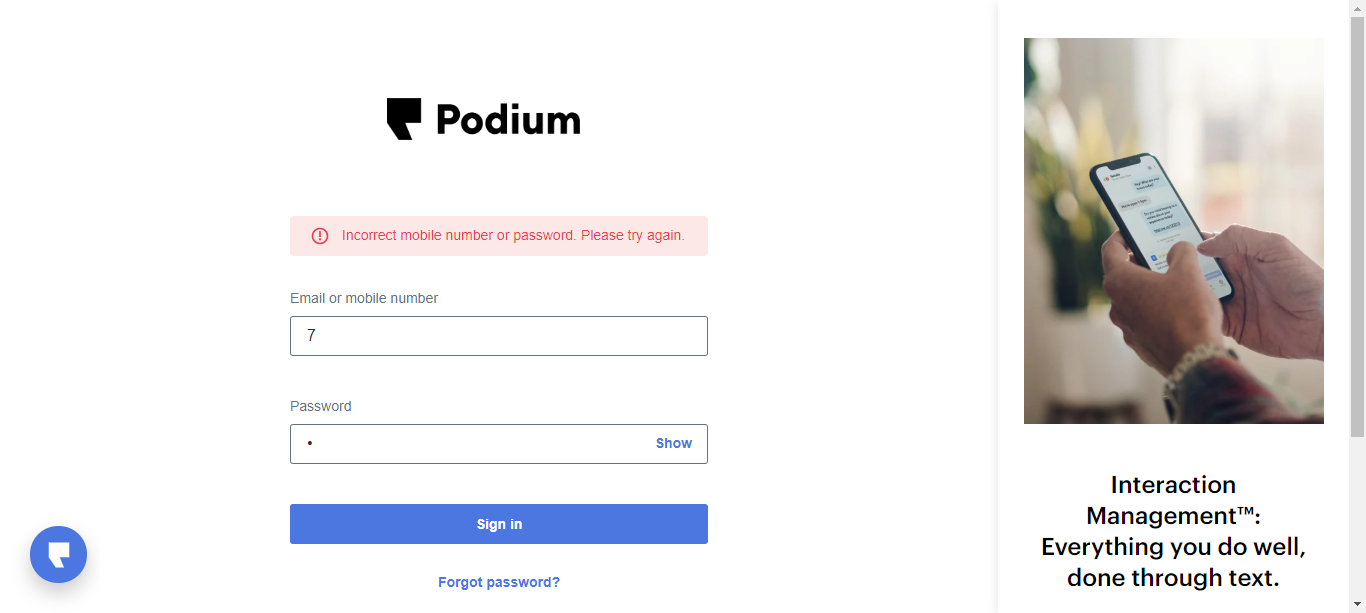 Podium
Incorrect mobile number or password. Please try again.
Email or mobile number
7
Password
•
Show
Sign in
Forgot password?
Interaction
Management™:
Everything you do well,
done through text.